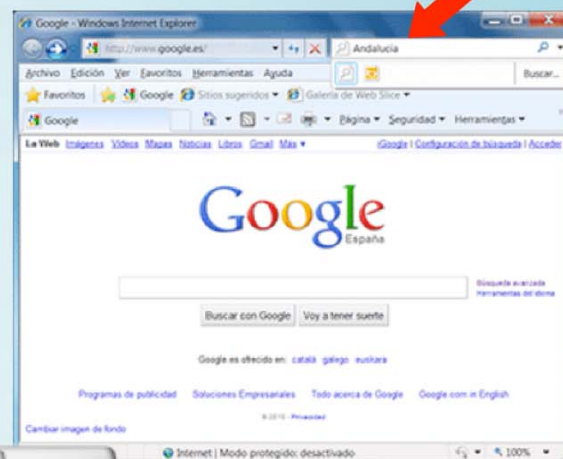 Google - Windows Internet Explorer
http://www.google.es/ Andalucia
Archivo Edición Ver Favoritos Herramientas Ayuda Buscar...
Favoritos Google Sitios sugeridos Galería de Web Slice
Google Página Seguridad Herramientas
La Web Imágenes Vídeos Mapas Noticias Libros Gmail Más iGoogle | Configuración de búsqueda | Acceder
Google
España
Búsqueda avanzada
Herramientas del idioma
Buscar con Google Voy a tener suerte
Google es ofrecido en: català galego euskara
Programas de publicidad Soluciones Empresariales Todo acerca de Google Google.com in English
© 2010 - Privacidad
Cambiar imagen de fondo
Internet | Modo protegido: desactivado 100%